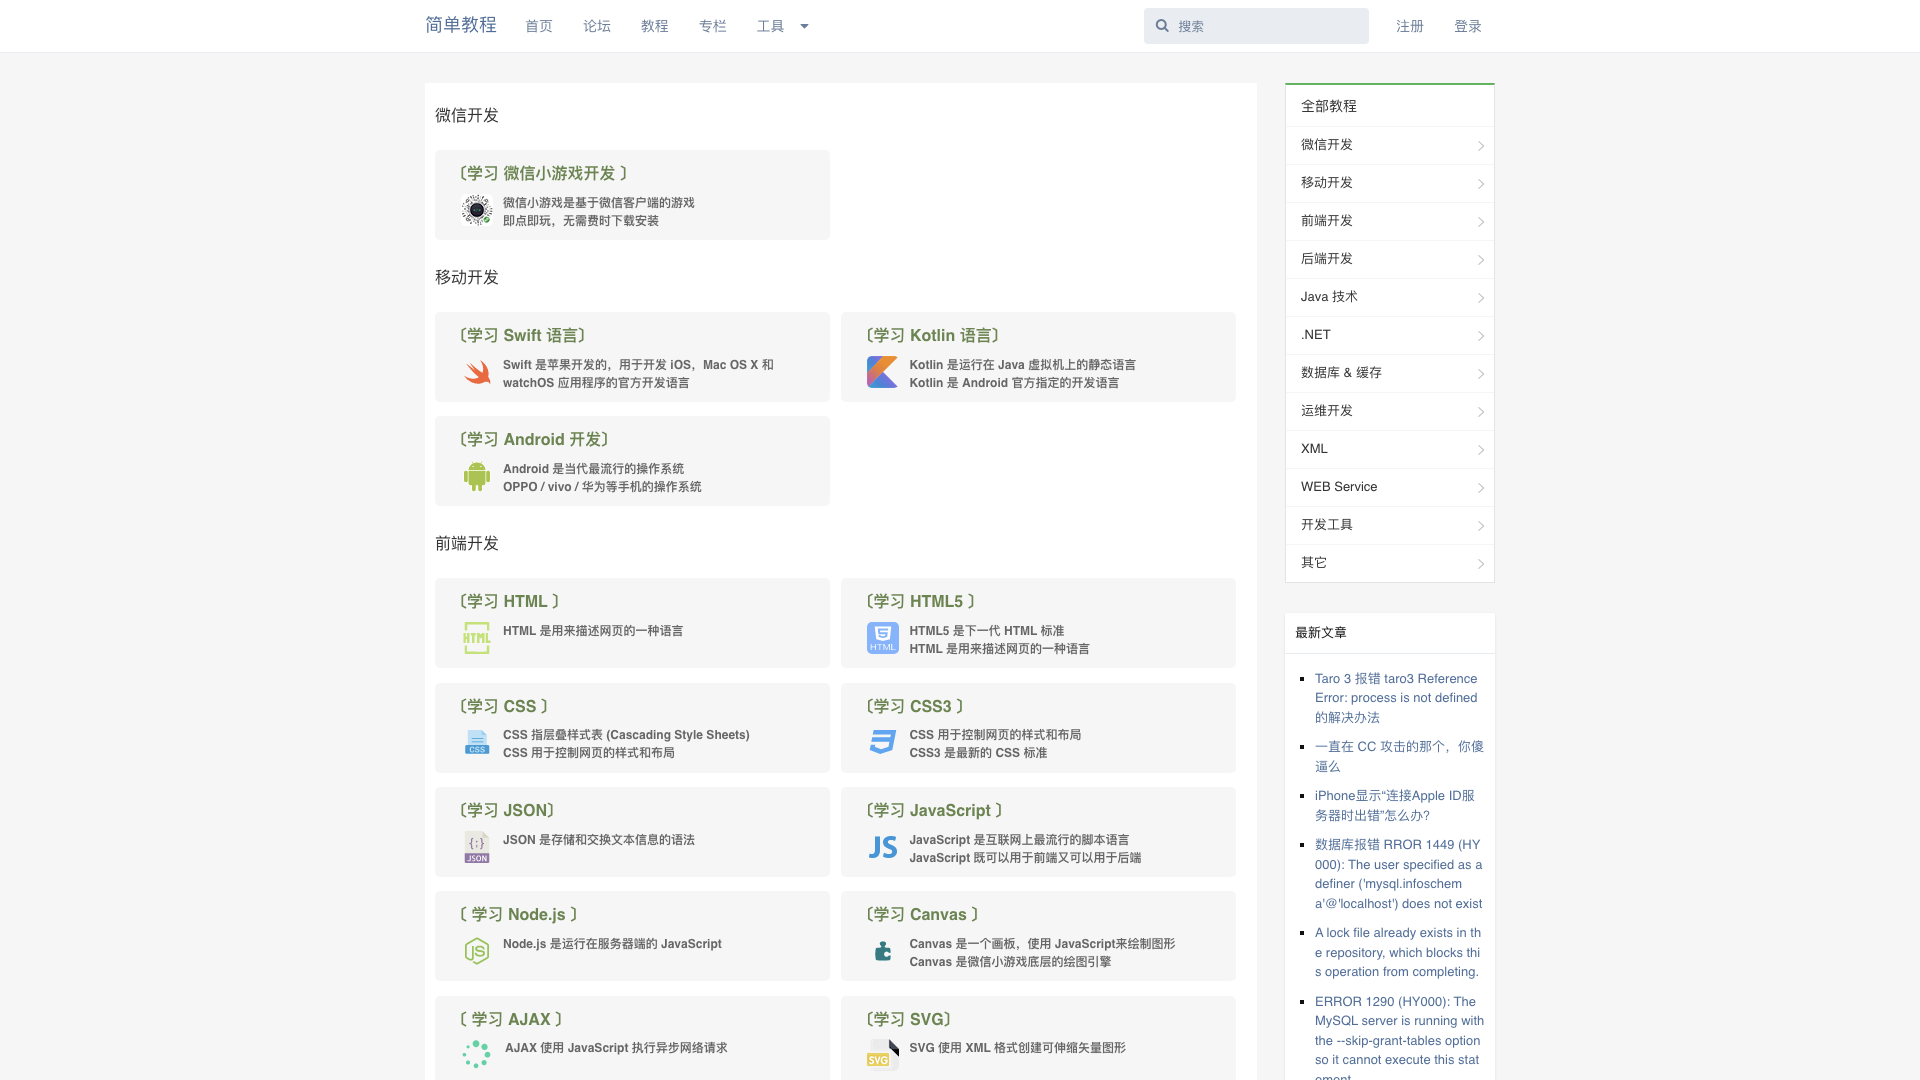 简单教程 首页 论坛 教程 专栏 工具 搜索 注册 登录
微信开发
〔学习 微信小游戏开发 〕
微信小游戏是基于微信客户端的游戏
即点即玩，无需费时下载安装
移动开发
〔学习 Swift 语言〕
Swift 是苹果开发的，用于开发 iOS，Mac OS X 和
watchOS 应用程序的官方开发语言
〔学习 Kotlin 语言〕
Kotlin 是运行在 Java 虚拟机上的静态语言
Kotlin 是 Android 官方指定的开发语言
〔学习 Android 开发〕
Android 是当代最流行的操作系统
OPPO / vivo / 华为等手机的操作系统
前端开发
〔学习 HTML 〕
HTML
HTML 是用来描述网页的一种语言
〔学习 HTML5 〕
HTML
HTML5 是下一代 HTML 标准
HTML 是用来描述网页的一种语言
〔学习 CSS 〕
CSS
CSS 指层叠样式表 (Cascading Style Sheets)
CSS 用于控制网页的样式和布局
〔学习 CSS3 〕
CSS 用于控制网页的样式和布局
CSS3 是最新的 CSS 标准
〔学习 JSON〕
{;}
JSON
JSON 是存储和交换文本信息的语法
〔学习 JavaScript 〕
JS
JavaScript 是互联网上最流行的脚本语言
JavaScript 既可以用于前端又可以用于后端
〔 学习 Node.js 〕
JS
Node.js 是运行在服务器端的 JavaScript
〔学习 Canvas 〕
Canvas 是一个画板，使用 JavaScript来绘制图形
Canvas 是微信小游戏底层的绘图引擎
〔 学习 AJAX 〕
AJAX 使用 JavaScript 执行异步网络请求
〔学习 SVG〕
SVG
SVG 使用 XML 格式创建可伸缩矢量图形
全部教程
微信开发
移动开发
前端开发
后端开发
Java 技术
.NET
数据库 & 缓存
运维开发
XML
WEB Service
开发工具
其它
最新文章
Taro 3 报错 taro3 Reference
Error: process is not defined
的解决办法
一直在 CC 攻击的那个，你傻
逼么
iPhone显示“连接Apple ID服
务器时出错”怎么办?
数据库报错 RROR 1449 (HY
000): The user specified as a
definer ('mysql.infoschem
a'@'localhost') does not exist
A lock file already exists in th
e repository, which blocks thi
s operation from completing.
ERROR 1290 (HY000): The
MySQL server is running with
the --skip-grant-tables option
so it cannot execute this stat
ement